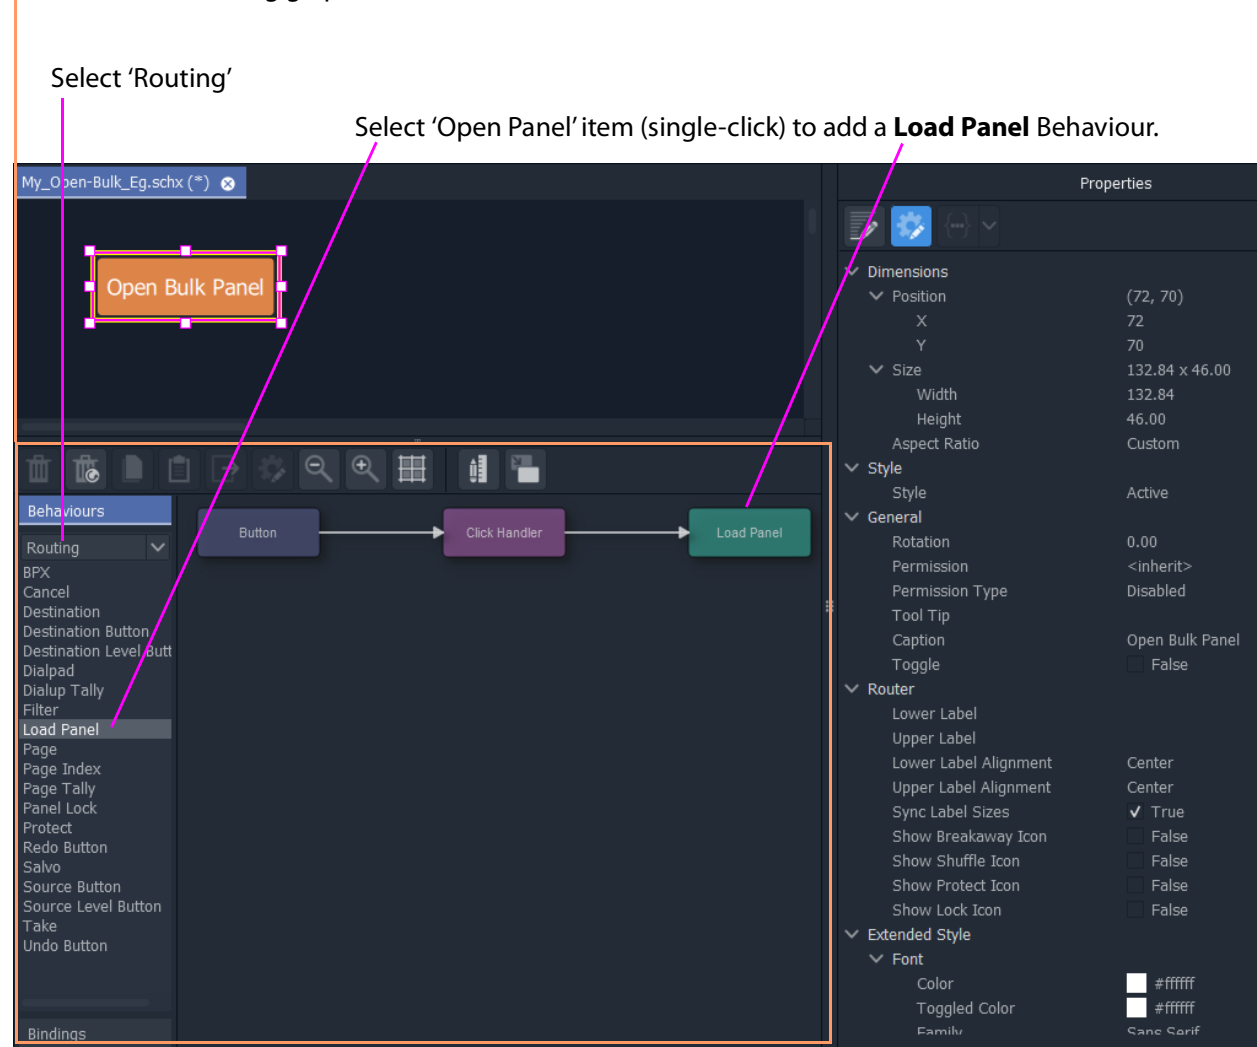 Select ‘Routing’
Select ‘Open Panel’ item (single-click) to add a Load Panel Behaviour.
My_Open-Bulk_Eg.schx (*)
Properties
Open Bulk Panel
Dimensions
Position (72, 70)
X 72
Y 70
Size 132.84 x 46.00
Width 132.84
Height 46.00
Aspect Ratio Custom
Style
Style Active
General
Rotation 0.00
Permission <inherit>
Permission Type Disabled
Tool Tip
Caption Open Bulk Panel
Toggle False
Router
Lower Label
Upper Label
Lower Label Alignment Center
Upper Label Alignment Center
Sync Label Sizes True
Show Breakaway Icon False
Show Shuffle Icon False
Show Protect Icon False
Show Lock Icon False
Extended Style
Font
Color #ffffff
Toggled Color #ffffff
Family Sans Serif
Behaviours
Routing
BPX
Cancel
Destination
Destination Button
Destination Level Butt
Dialpad
Dialup Tally
Filter
Load Panel
Page
Page Index
Page Tally
Panel Lock
Protect
Redo Button
Salvo
Source Button
Source Level Button
Take
Undo Button
Bindings
Button
Click Handler
Load Panel